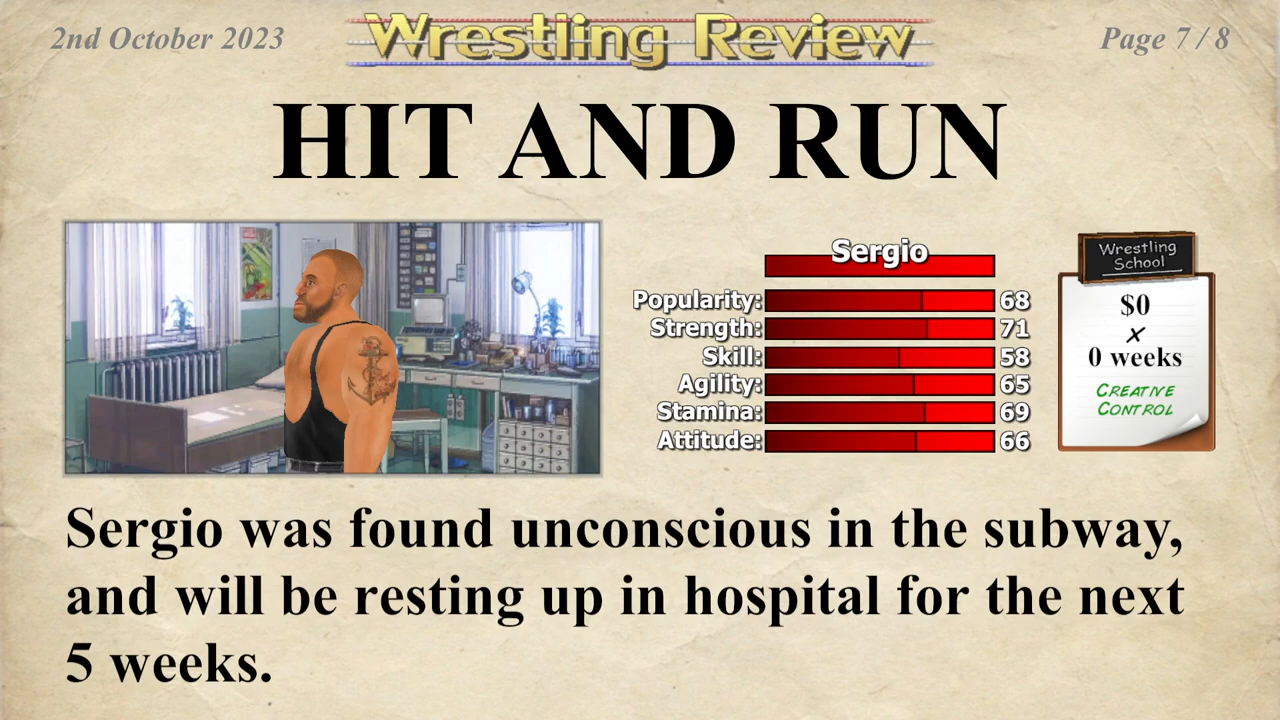 2nd October 2023
Wrestling Review
Page 7 / 8
HIT AND RUN
Sergio
Popularity: 68
Strength: 71
Skill: 58
Agility: 65
Stamina: 69
Attitude: 66
Wrestling
School
$0
x
0 weeks
CREATIVE
CONTROL
Sergio was found unconscious in the subway,
and will be resting up in hospital for the next
5 weeks.